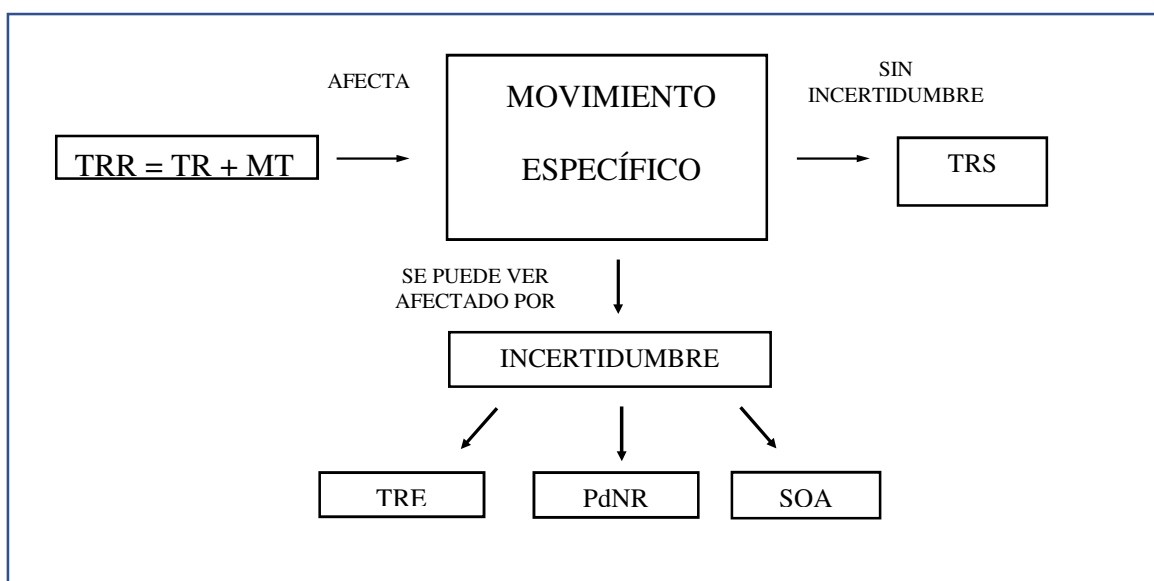 AFECTA
MOVIMIENTO
ESPECÍFICO
SIN
INCERTIDUMBRE
TRR = TR + MT
TRS
SE PUEDE VER
AFECTADO POR
INCERTIDUMBRE
TRE
PdNR
SOA